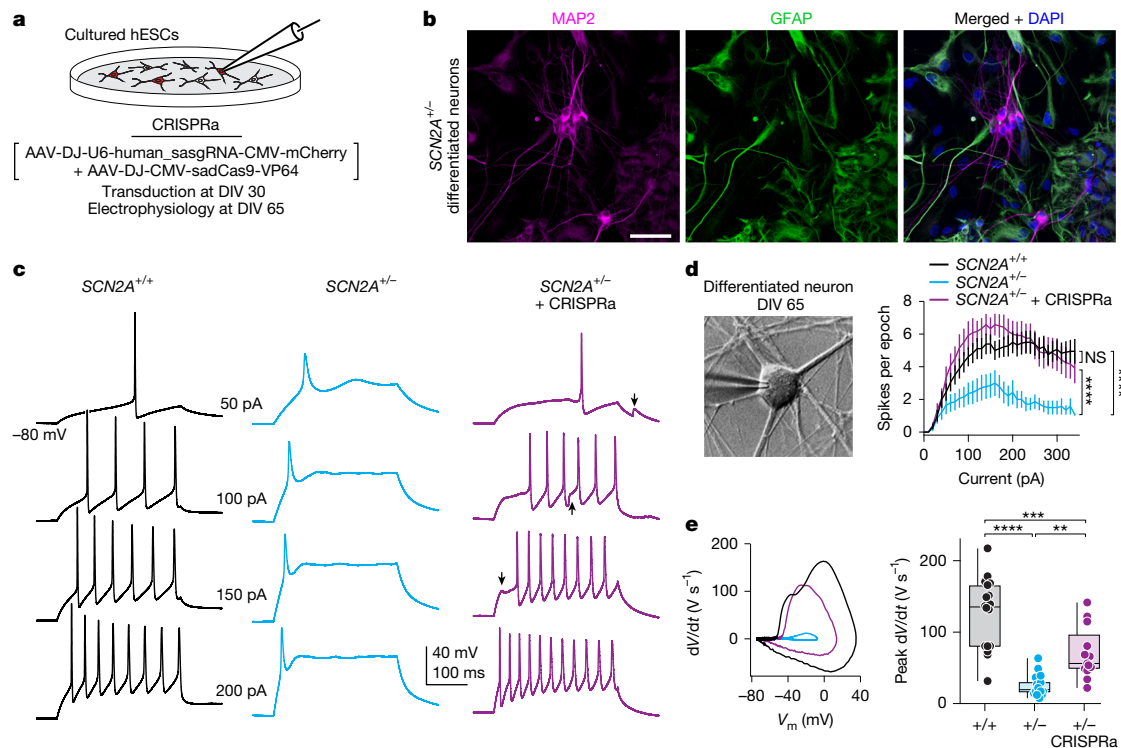 a
Cultured hESCs
CRISPRa
AAV-DJ-U6-human_sasgRNA-CMV-mCherry
+ AAV-DJ-CMV-sadCas9-VP64
Transduction at DIV 30
Electrophysiology at DIV 65
b
MAP2
GFAP
Merged + DAPI
SCN2A+/−
differentiated neurons
c
SCN2A+/+
SCN2A+/−
SCN2A+/−
+ CRISPRa
50 pA
−80 mV
100 pA
150 pA
200 pA
40 mV
100 ms
d
Differentiated neuron
DIV 65
SCN2A+/+
SCN2A+/−
SCN2A+/− + CRISPRa
Spikes per epoch
8
6
4
2
0
0
100
200
300
Current (pA)
NS
****
e
dV/dt (V s−1)
200
100
0
−80
−40
0
40
Vm (mV)
Peak dV/dt (V s−1)
200
100
0
***
****
**
+/+
+/−
+/−
CRISPRa